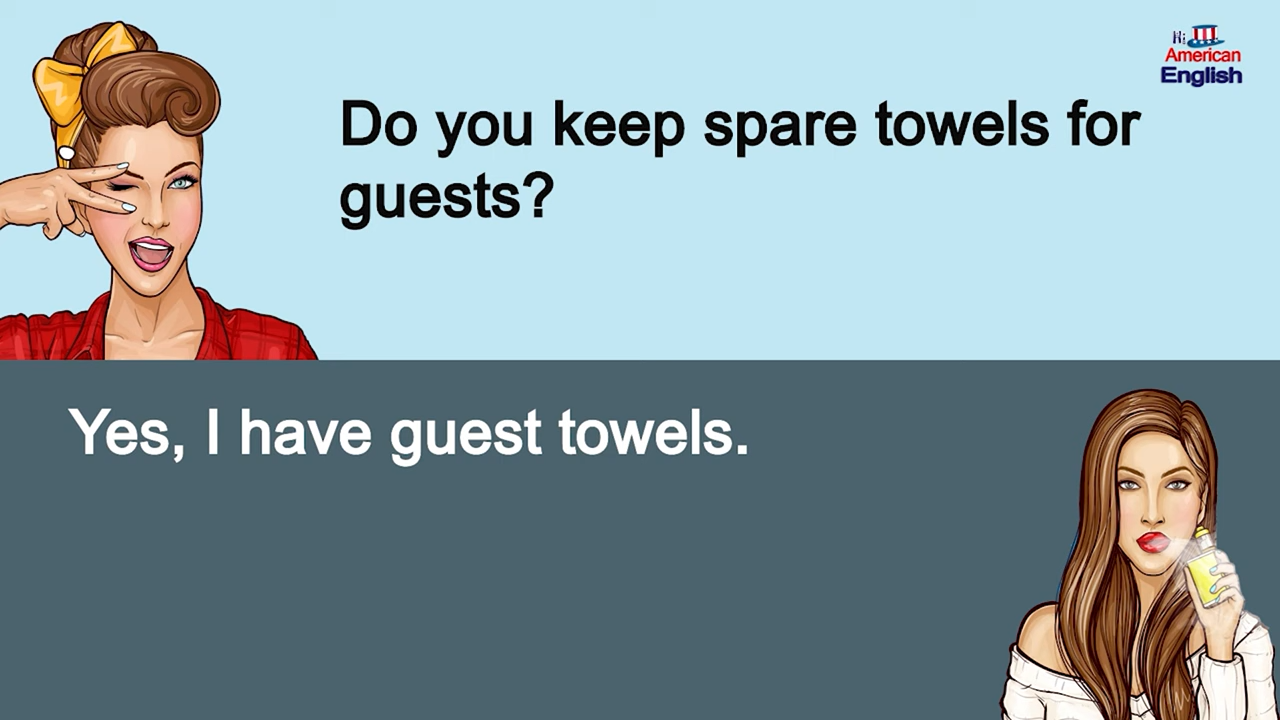 Hi
American
English
Do you keep spare towels for
guests?
Yes, I have guest towels.